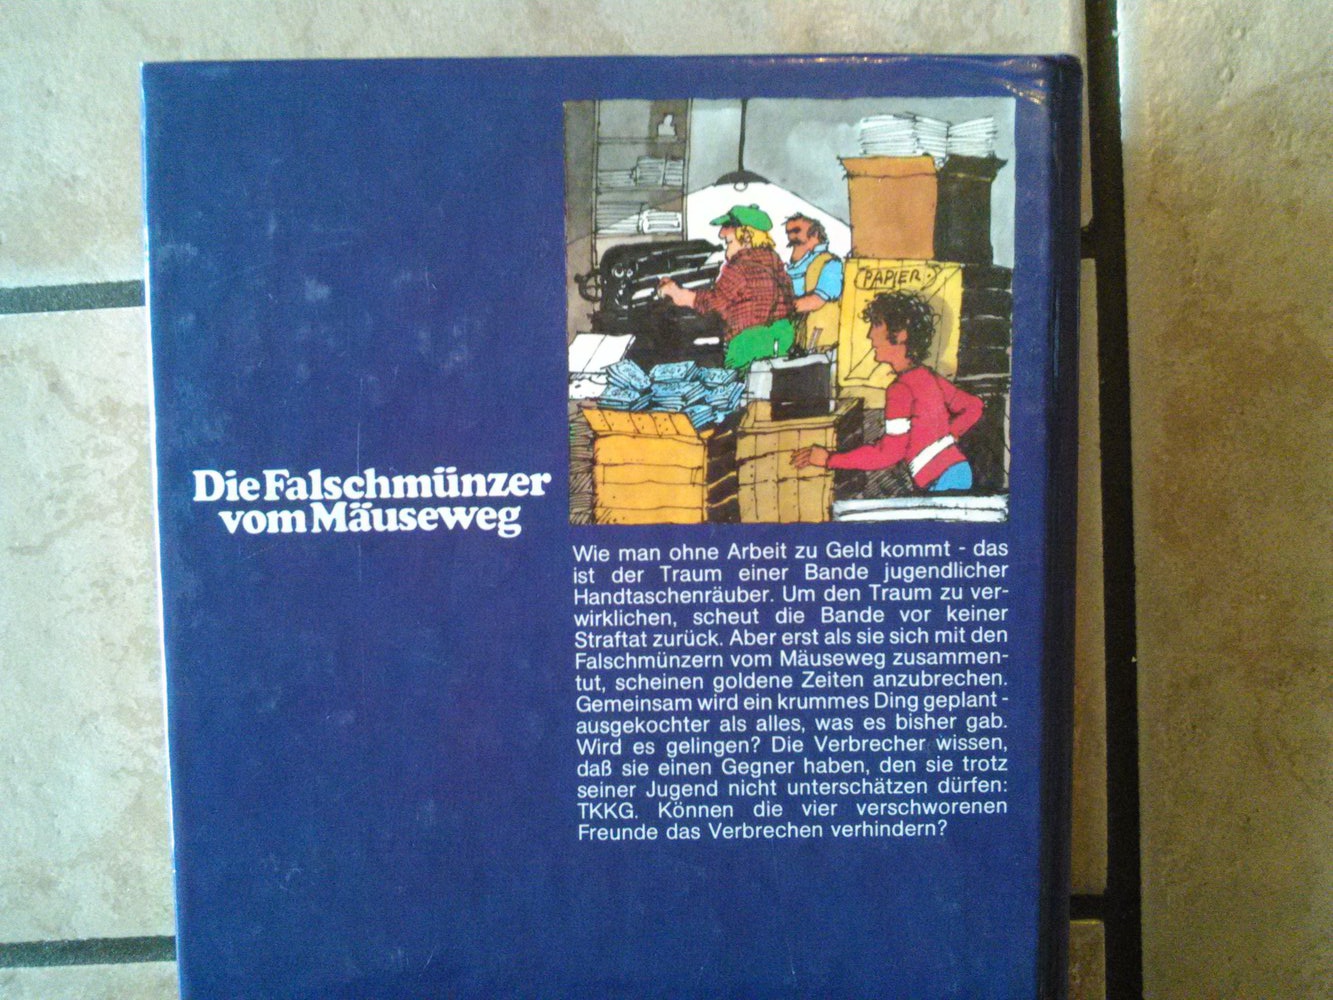 PAPIER
Die Falschmünzer
vom Mäuseweg
Wie man ohne Arbeit zu Geld kommt - das
ist der Traum einer Bande jugendlicher
Handtaschenräuber. Um den Traum zu ver-
wirklichen, scheut die Bande vor keiner
Straftat zurück. Aber erst als sie sich mit den
Falschmünzern vom Mäuseweg zusammen-
tut, scheinen goldene Zeiten anzubrechen.
Gemeinsam wird ein krummes Ding geplant -
ausgekochter als alles, was es bisher gab.
Wird es gelingen? Die Verbrecher wissen,
daß sie einen Gegner haben, den sie trotz
seiner Jugend nicht unterschätzen dürfen:
TKKG. Können die vier verschworenen
Freunde das Verbrechen verhindern?